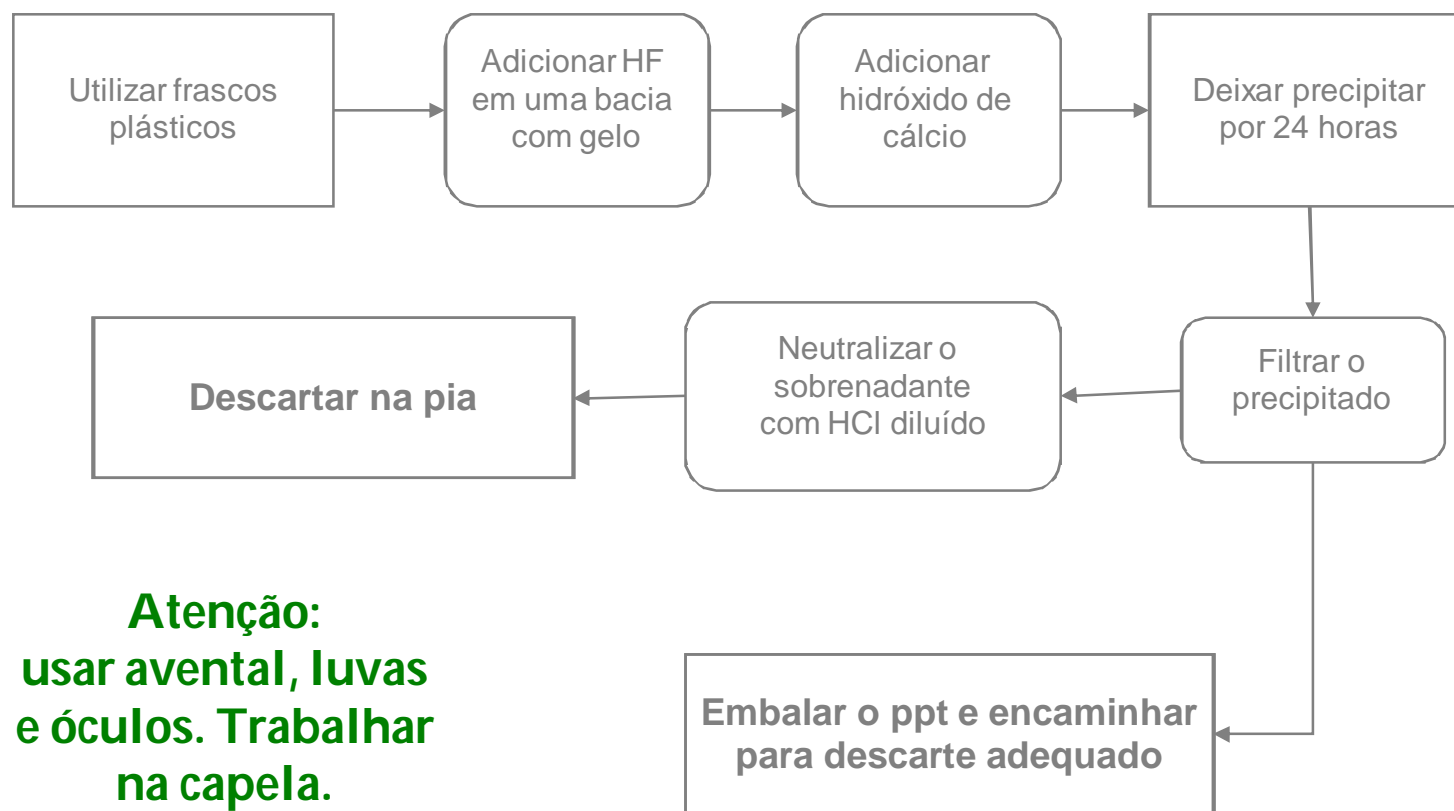 Utilizar frascos
plásticos
Adicionar HF
em uma bacia
com gelo
Adicionar
hidróxido de
cálcio
Deixar precipitar
por 24 horas
Filtrar o
precipitado
Neutralizar o
sobrenadante
com HCl diluído
Descartar na pia
Embalar o ppt e encaminhar
para descarte adequado
Atenção:
usar avental, luvas
e óculos. Trabalhar
na capela.